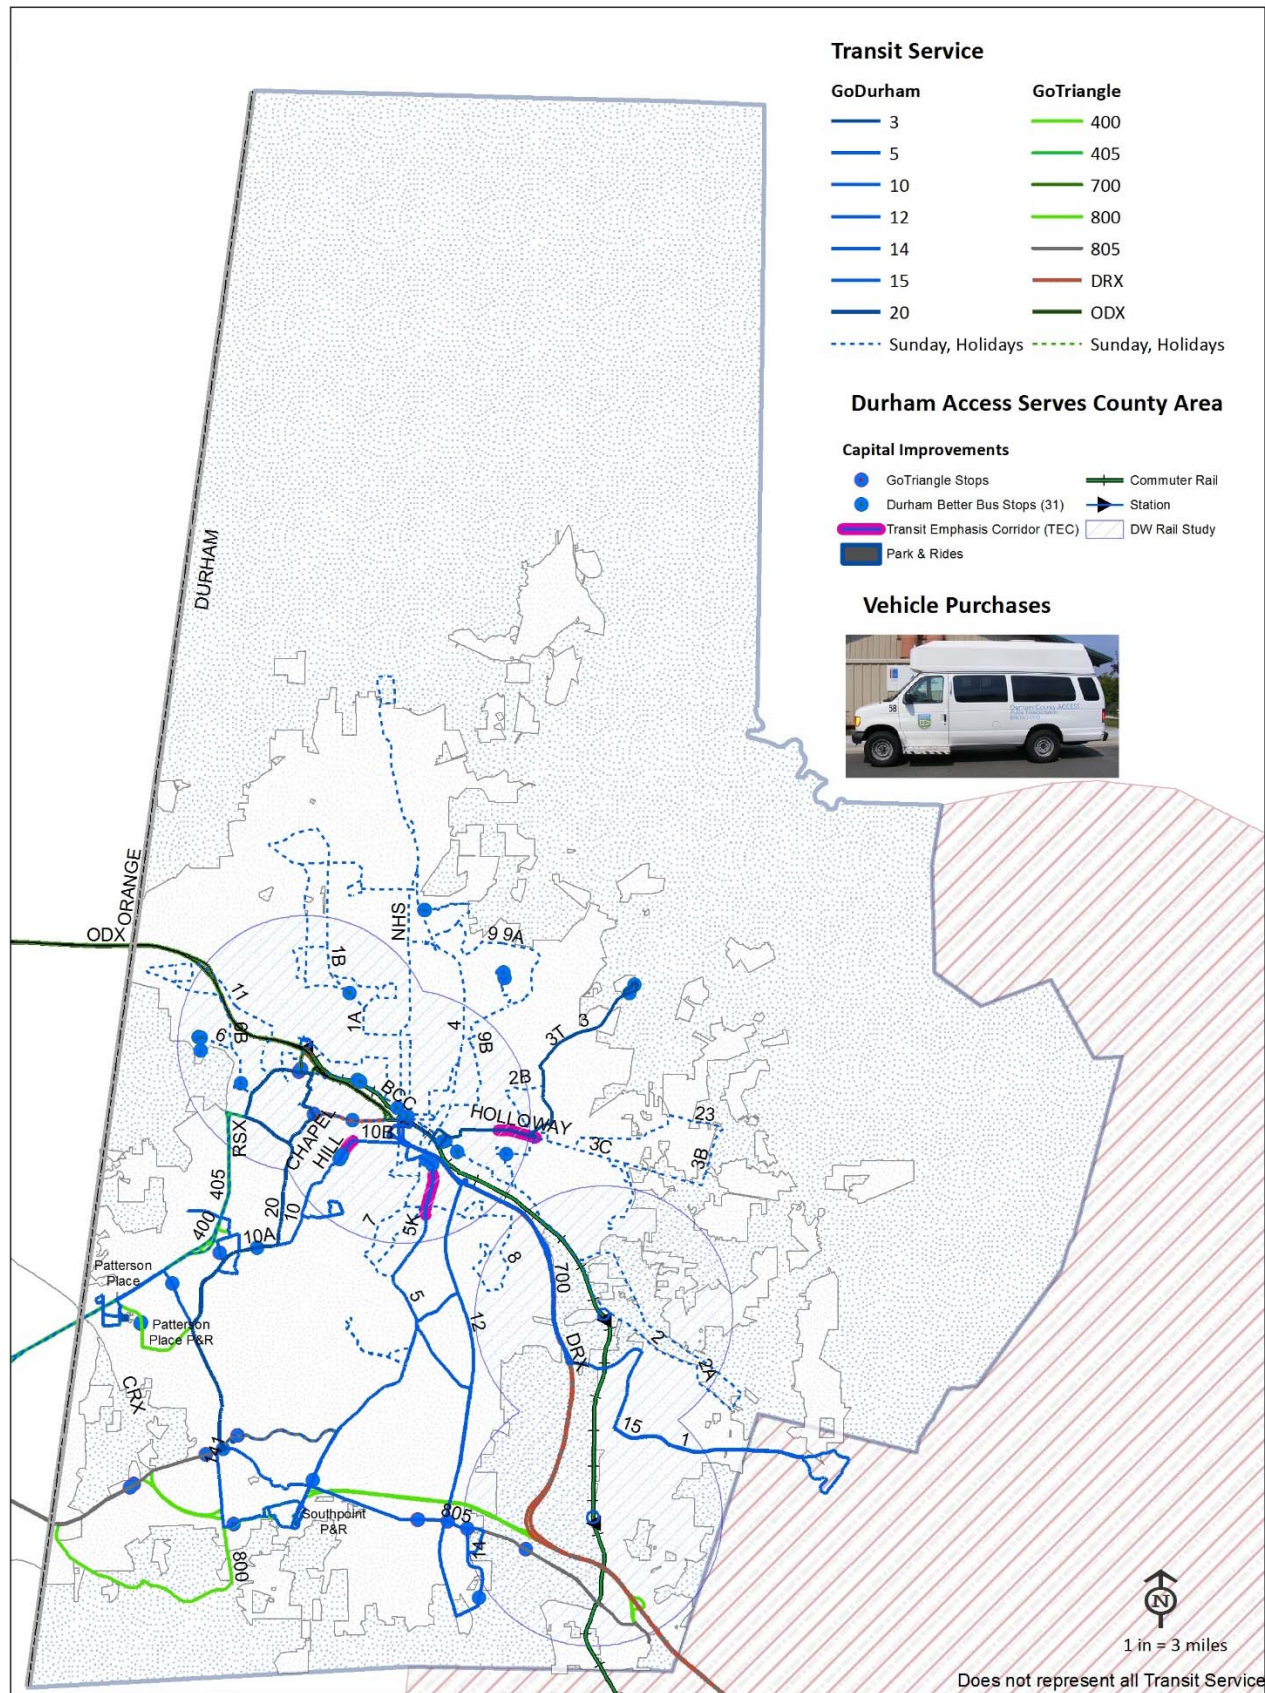 Transit Service
GoDurham GoTriangle
3 400
5 405
10 700
12 800
14 805
15 DRX
20 ODX
Sunday, Holidays Sunday, Holidays
Durham Access Serves County Area
Capital Improvements
GoTriangle Stops Commuter Rail
Durham Better Bus Stops (31) Station
Transit Emphasis Corridor (TEC) DW Rail Study
Park & Rides
Vehicle Purchases
58
Durham County ACCESS
DURHAM
ORANGE
ODX
NHS
9 9A
1B
11
1A
4
9B
3T
3
6
2B
BCC
HOLLOWAY
23
RSX
CHAPEL
HILL
10B
3C
3B
405
20
10
400
10A
7
5K
8
700
Patterson
Place
Patterson
Place P&R
5
12
2
2A
DRX
CRX
15
1
Southpoint
P&R
805
14
800
N
1 in = 3 miles
Does not represent all Transit Service